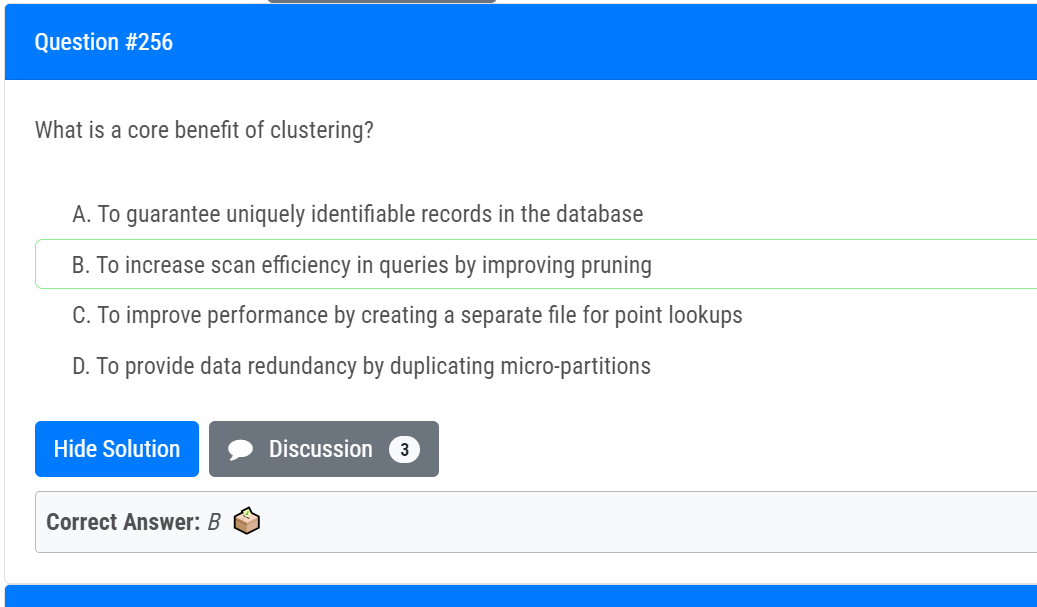 Question #256
What is a core benefit of clustering?
A. To guarantee uniquely identifiable records in the database
B. To increase scan efficiency in queries by improving pruning
C. To improve performance by creating a separate file for point lookups
D. To provide data redundancy by duplicating micro-partitions
Hide Solution Discussion 3
Correct Answer: B